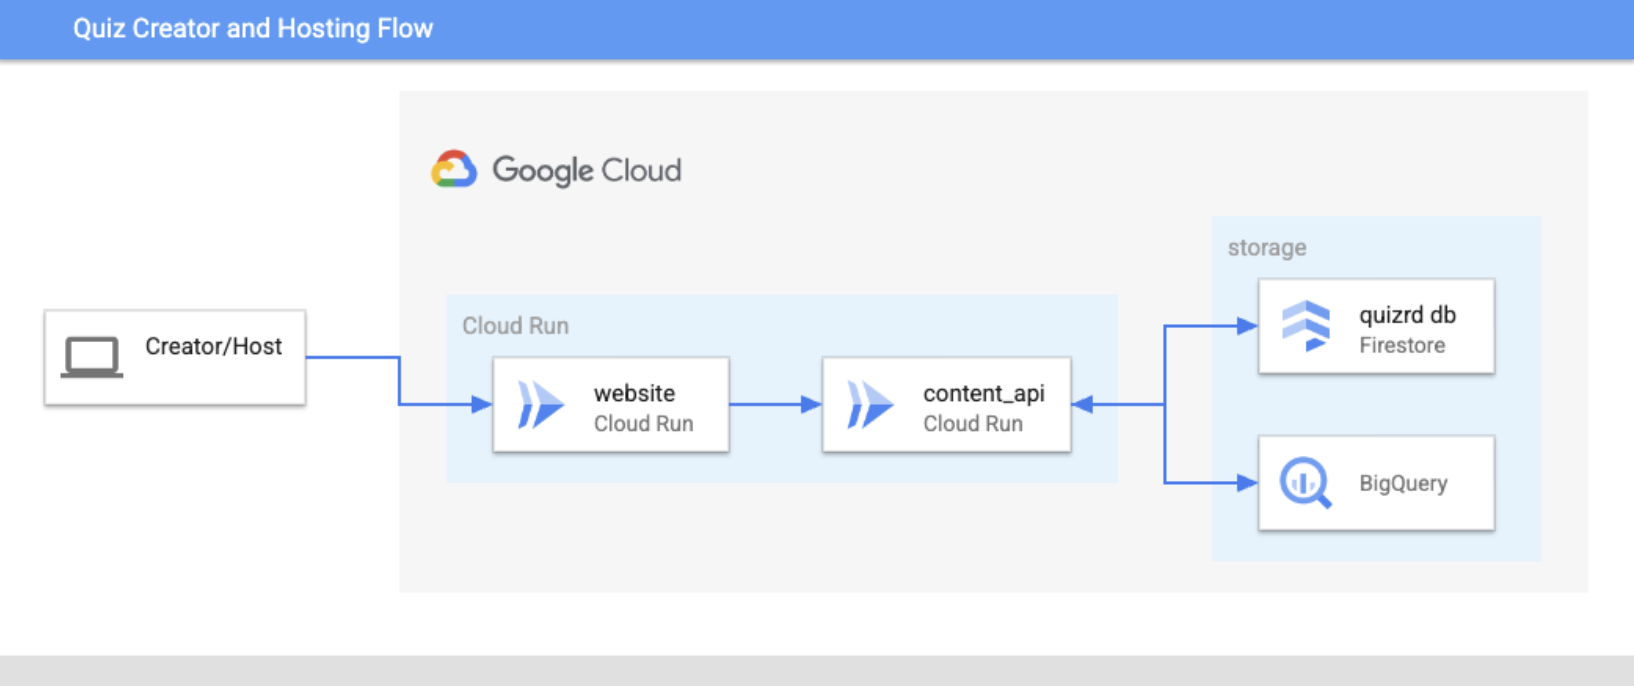 Quiz Creator and Hosting Flow
Google Cloud
storage
quizrd db
Firestore
Cloud Run
Creator/Host
website
Cloud Run
content_api
Cloud Run
BigQuery